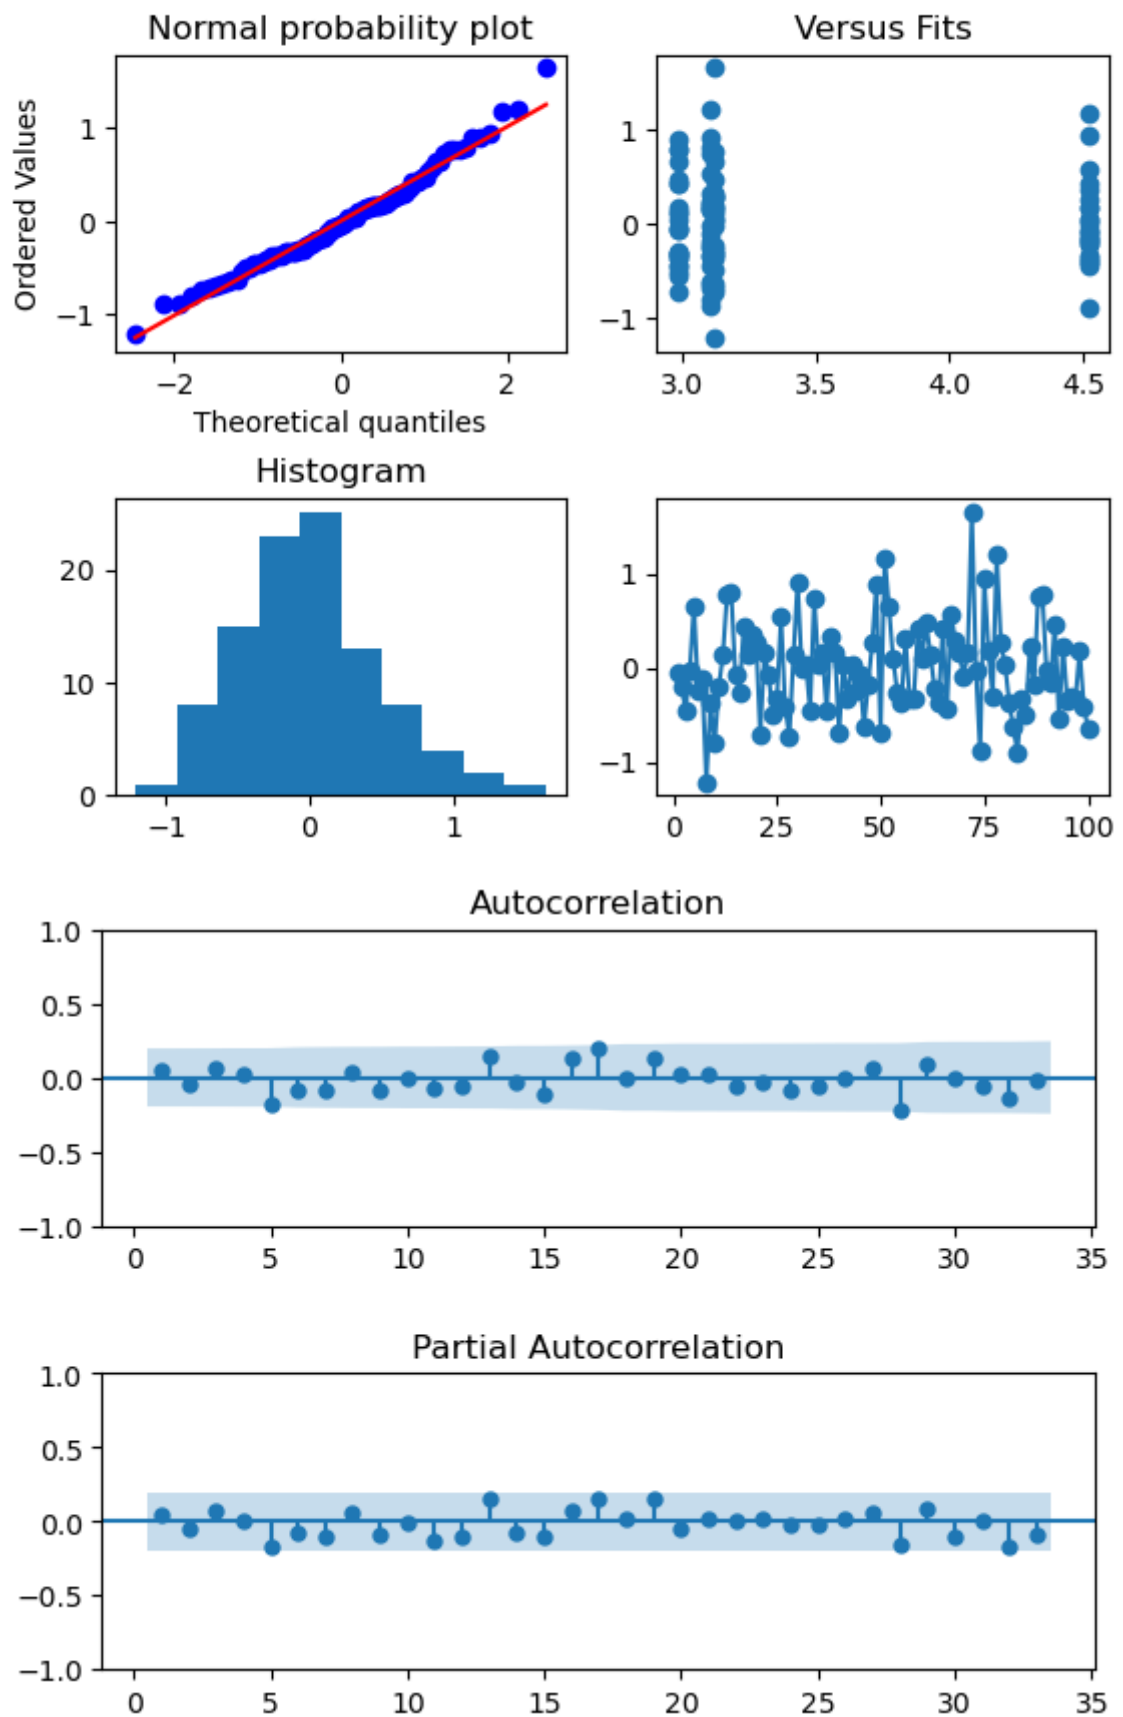 Normal probability plot
Versus Fits
Ordered Values
1
0
−1
−2 0 2
Theoretical quantiles
1
0
−1
3.0 3.5 4.0 4.5
Histogram
20
10
0
−1 0 1
1
0
−1
0 25 50 75 100
Autocorrelation
1.0
0.5
0.0
−0.5
−1.0
0 5 10 15 20 25 30 35
Partial Autocorrelation
1.0
0.5
0.0
−0.5
−1.0
0 5 10 15 20 25 30 35